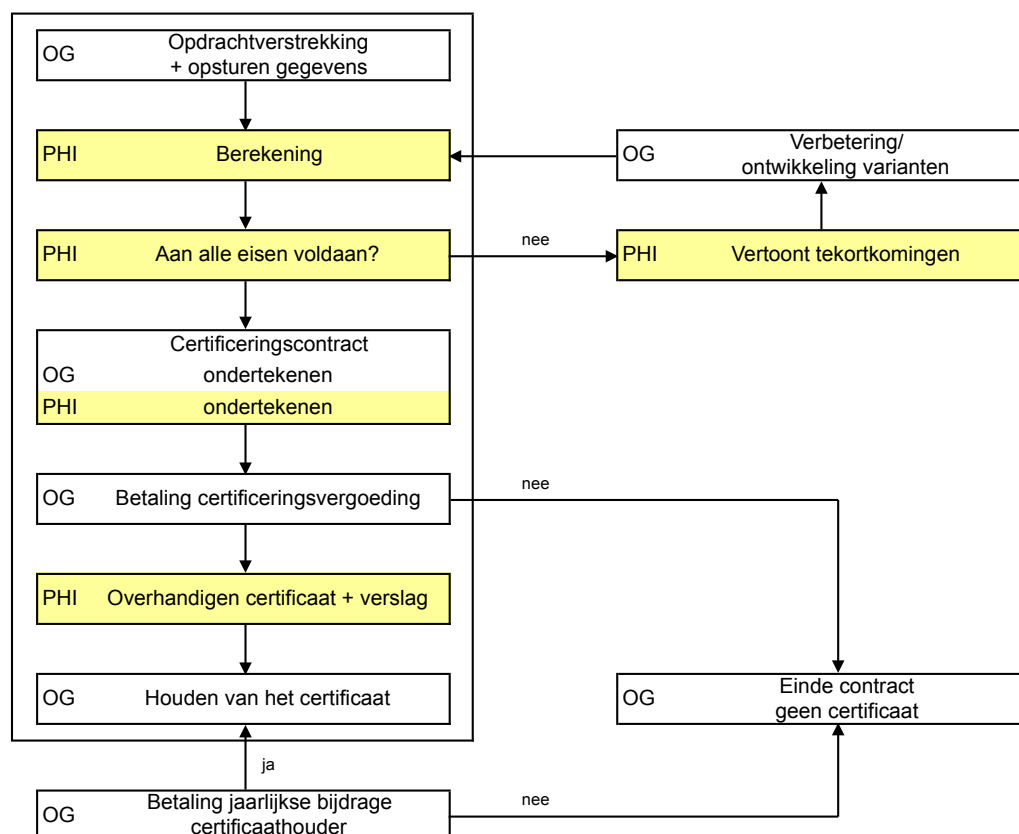 OG Opdrachtverstrekking
+ opsturen gegevens
PHI Berekening
OG Verbetering/
ontwikkeling varianten
PHI Aan alle eisen voldaan?
nee
PHI Vertoont tekortkomingen
Certificeringscontract
OG ondertekenen
PHI ondertekenen
OG Betaling certificeringsvergoeding
nee
PHI Overhandigen certificaat + verslag
OG Houden van het certificaat
OG Einde contract
geen certificaat
ja
OG Betaling jaarlijkse bijdrage
certificaathouder
nee